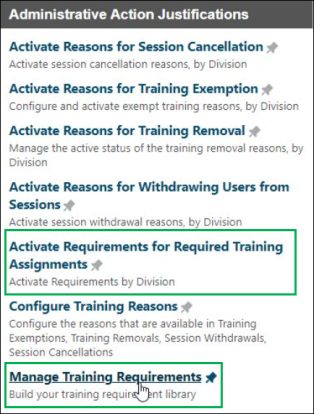 Administrative Action Justifications
Activate Reasons for Session Cancellation
Activate session cancellation reasons, by Division
Activate Reasons for Training Exemption
Configure and activate exempt training reasons, by Division
Activate Reasons for Training Removal
Manage the active status of the training removal reasons, by
Division
Activate Reasons for Withdrawing Users from
Sessions
Activate session withdrawal reasons, by Division
Activate Requirements for Required Training
Assignments
Activate Requirements by Division
Configure Training Reasons
Configure the reasons that are available in Training
Exemptions, Training Removals, Session Withdrawals,
Session Cancellations
Manage Training Requirements
Build your training requirement library